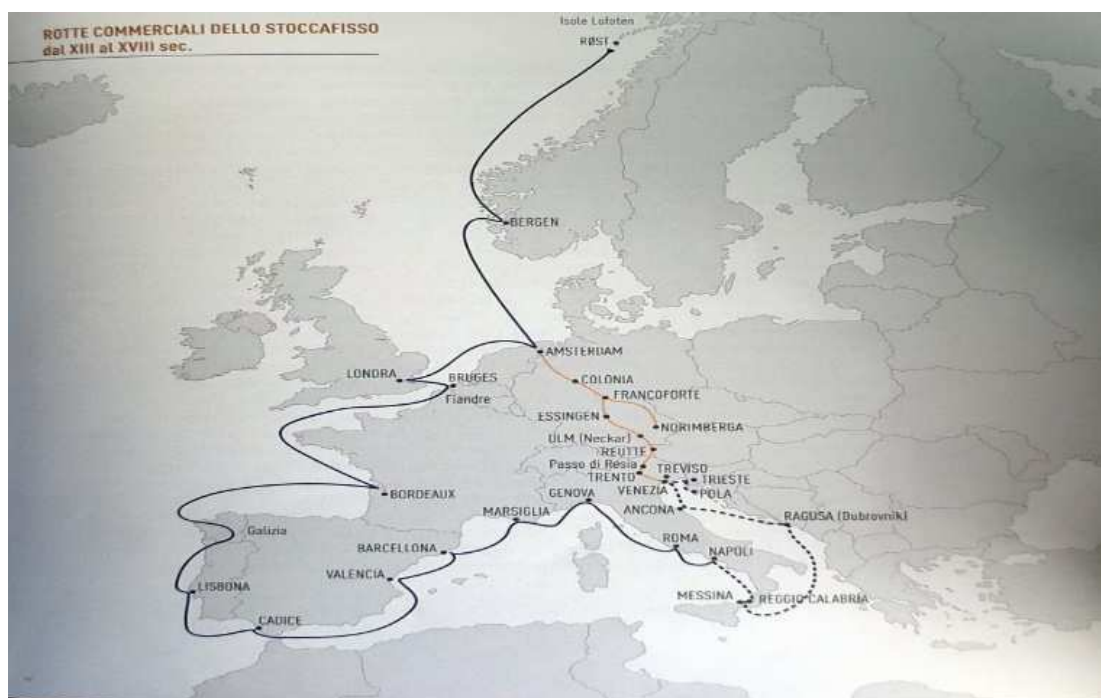 ROTTE COMMERCIALI DELLO STOCCAFISSO
dal XIII al XVIII sec.
Isole Lofoten
RØST
BERGEN
AMSTERDAM
LONDRA
BRUGES
Fiandre
COLONIA
FRANCOFORTE
ESSINGEN
NORIMBERGA
ULM (Neckar)
REUTTE
Passo di Resia
TREVISO
TRENTO
TRIESTE
VENEZIA
POLA
BORDEAUX
GENOVA
ANCONA
MARSIGLIA
RAGUSA (Dubrovnik)
Galizia
ROMA
BARCELLONA
NAPOLI
VALENCIA
LISBONA
MESSINA
REGGIO CALABRIA
CADICE